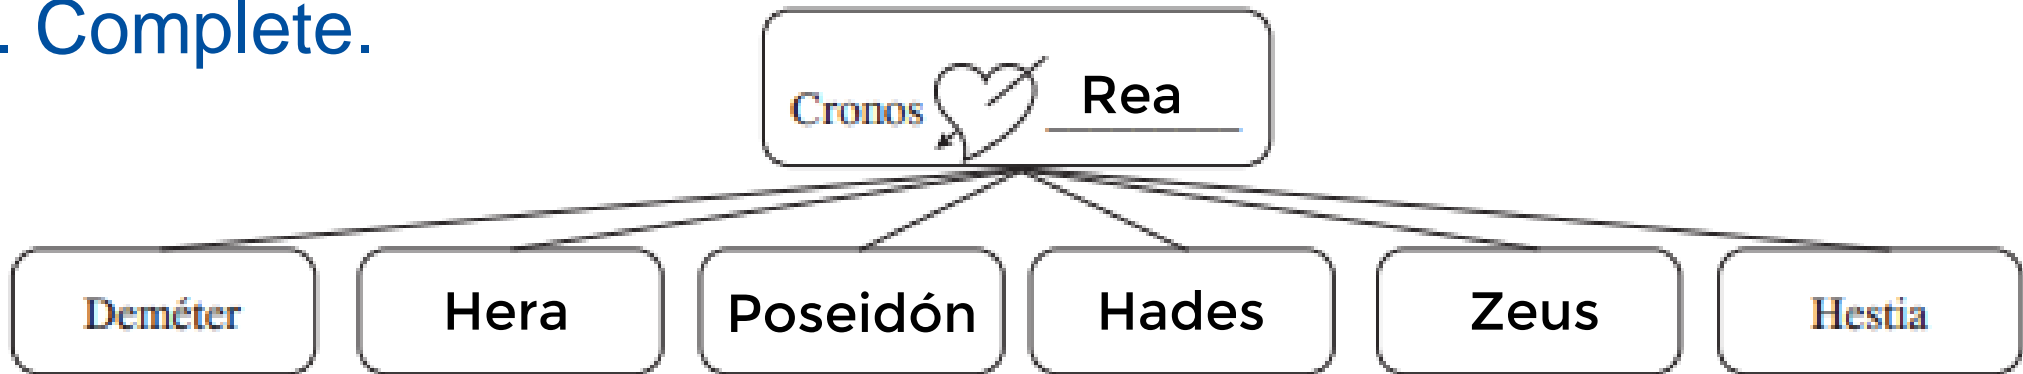 . Complete.
Cronos Rea
Deméter Hera Poseidón Hades Zeus Hestia